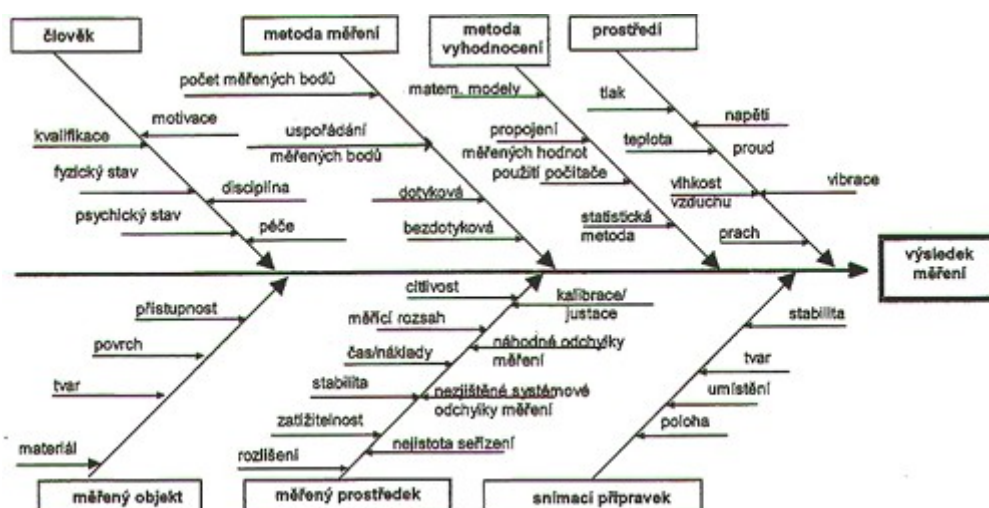 člověk
metoda měření
metoda
vyhodnocení
prostředí
počet měřených bodů
matem. modely
tlak
motivace
kvalifikace
uspořádání
měřených bodů
propojení
měřených hodnot
použití počítače
napětí
teplota
proud
fyzický stav
disciplína
psychický stav
péče
dotyková
bezdotyková
statistická
metoda
vlhkost
vzduchu
vibrace
prach
výsledek
měření
citlivost
kalibrace/
justace
přístupnost
měřící rozsah
náhodné odchylky
měření
stabilita
povrch
čas/náklady
tvar
tvar
stabilita
nezjištěné systémové
odchylky měření
umístění
zatížitelnost
poloha
materiál
rozlišení
nejistota seřízení
měřený objekt
měřený prostředek
snímací přípravek